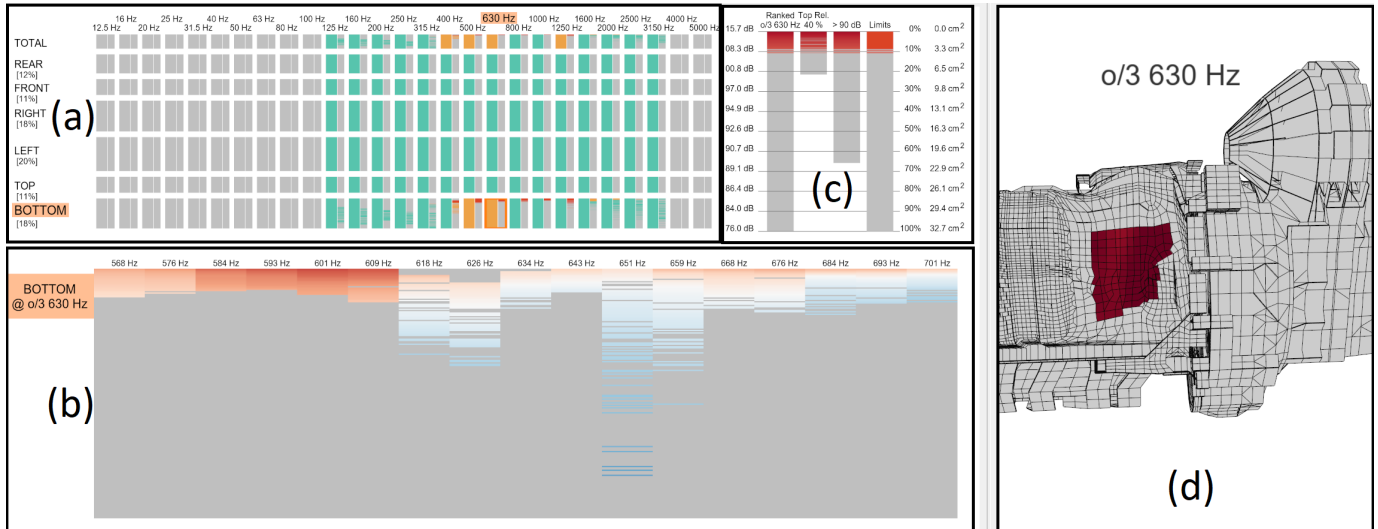 16 Hz 25 Hz 40 Hz 63 Hz 100 Hz 160 Hz 250 Hz 400 Hz 630 Hz 1000 Hz 1600 Hz 2500 Hz 4000 Hz
12.5 Hz 20 Hz 31.5 Hz 50 Hz 80 Hz 125 Hz 200 Hz 315 Hz 500 Hz 800 Hz 1250 Hz 2000 Hz 3150 Hz 5000 Hz
TOTAL
REAR
[12%]
FRONT
[11%]
(a)
RIGHT
[18%]
LEFT
[20%]
TOP
[11%]
BOTTOM
[18%]
Ranked Top Rel.
o/3 630 Hz 40 % > 90 dB Limits
15.7 dB 0% 0.0 cm²
08.3 dB 10% 3.3 cm²
00.8 dB 20% 6.5 cm²
97.0 dB 30% 9.8 cm²
94.9 dB 40% 13.1 cm²
92.6 dB 50% 16.3 cm²
90.7 dB 60% 19.6 cm²
89.1 dB 70% 22.9 cm²
86.4 dB 80% 26.1 cm²
84.0 dB 90% 29.4 cm²
76.0 dB 100% 32.7 cm²
(c)
568 Hz 576 Hz 584 Hz 593 Hz 601 Hz 609 Hz 618 Hz 626 Hz 634 Hz 643 Hz 651 Hz 659 Hz 668 Hz 676 Hz 684 Hz 693 Hz 701 Hz
BOTTOM
@ o/3 630 Hz
(b)
o/3 630 Hz
(d)